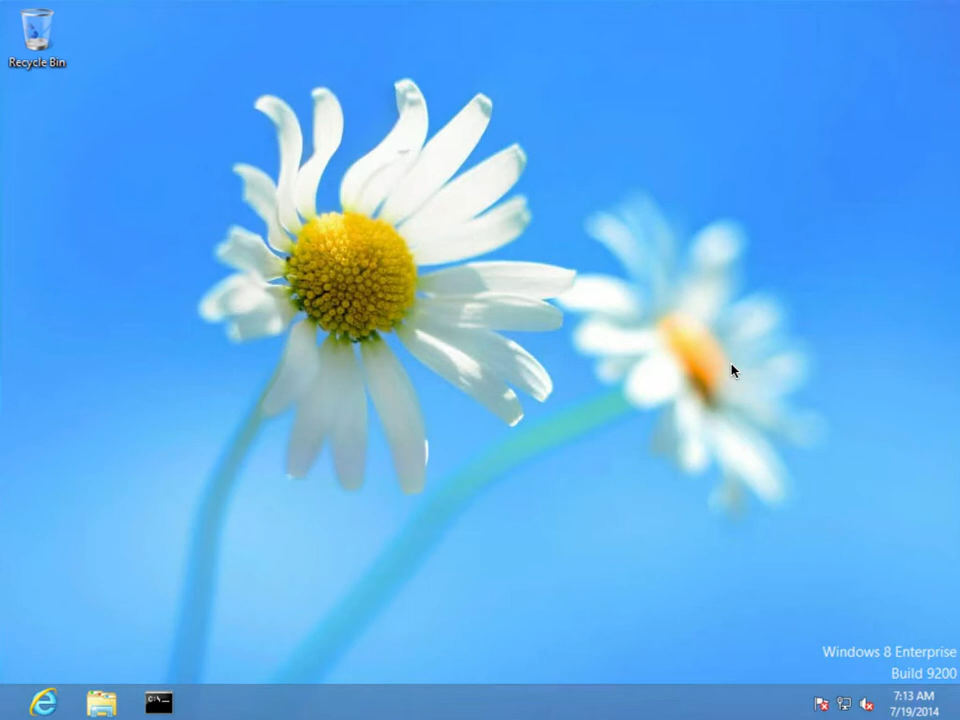 Recycle Bin
Windows 8 Enterprise
Build 9200
C:\
7:13 AM
7/19/2014